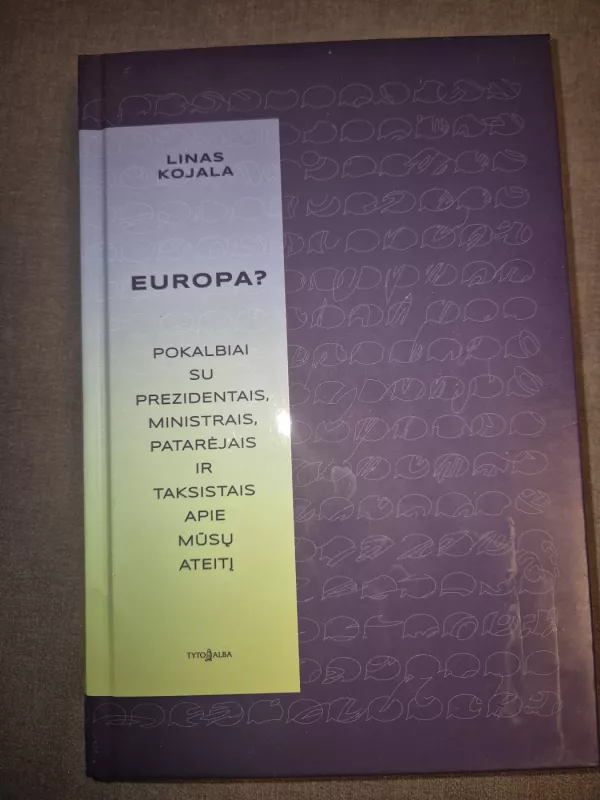 LINAS
KOJALA
EUROPA?
POKALBIAI
SU
PREZIDENTAIS,
MINISTRAIS,
PATARĖJAIS
IR
TAKSISTAIS
APIE
MŪSŲ
ATEITĮ
TYTO ALBA